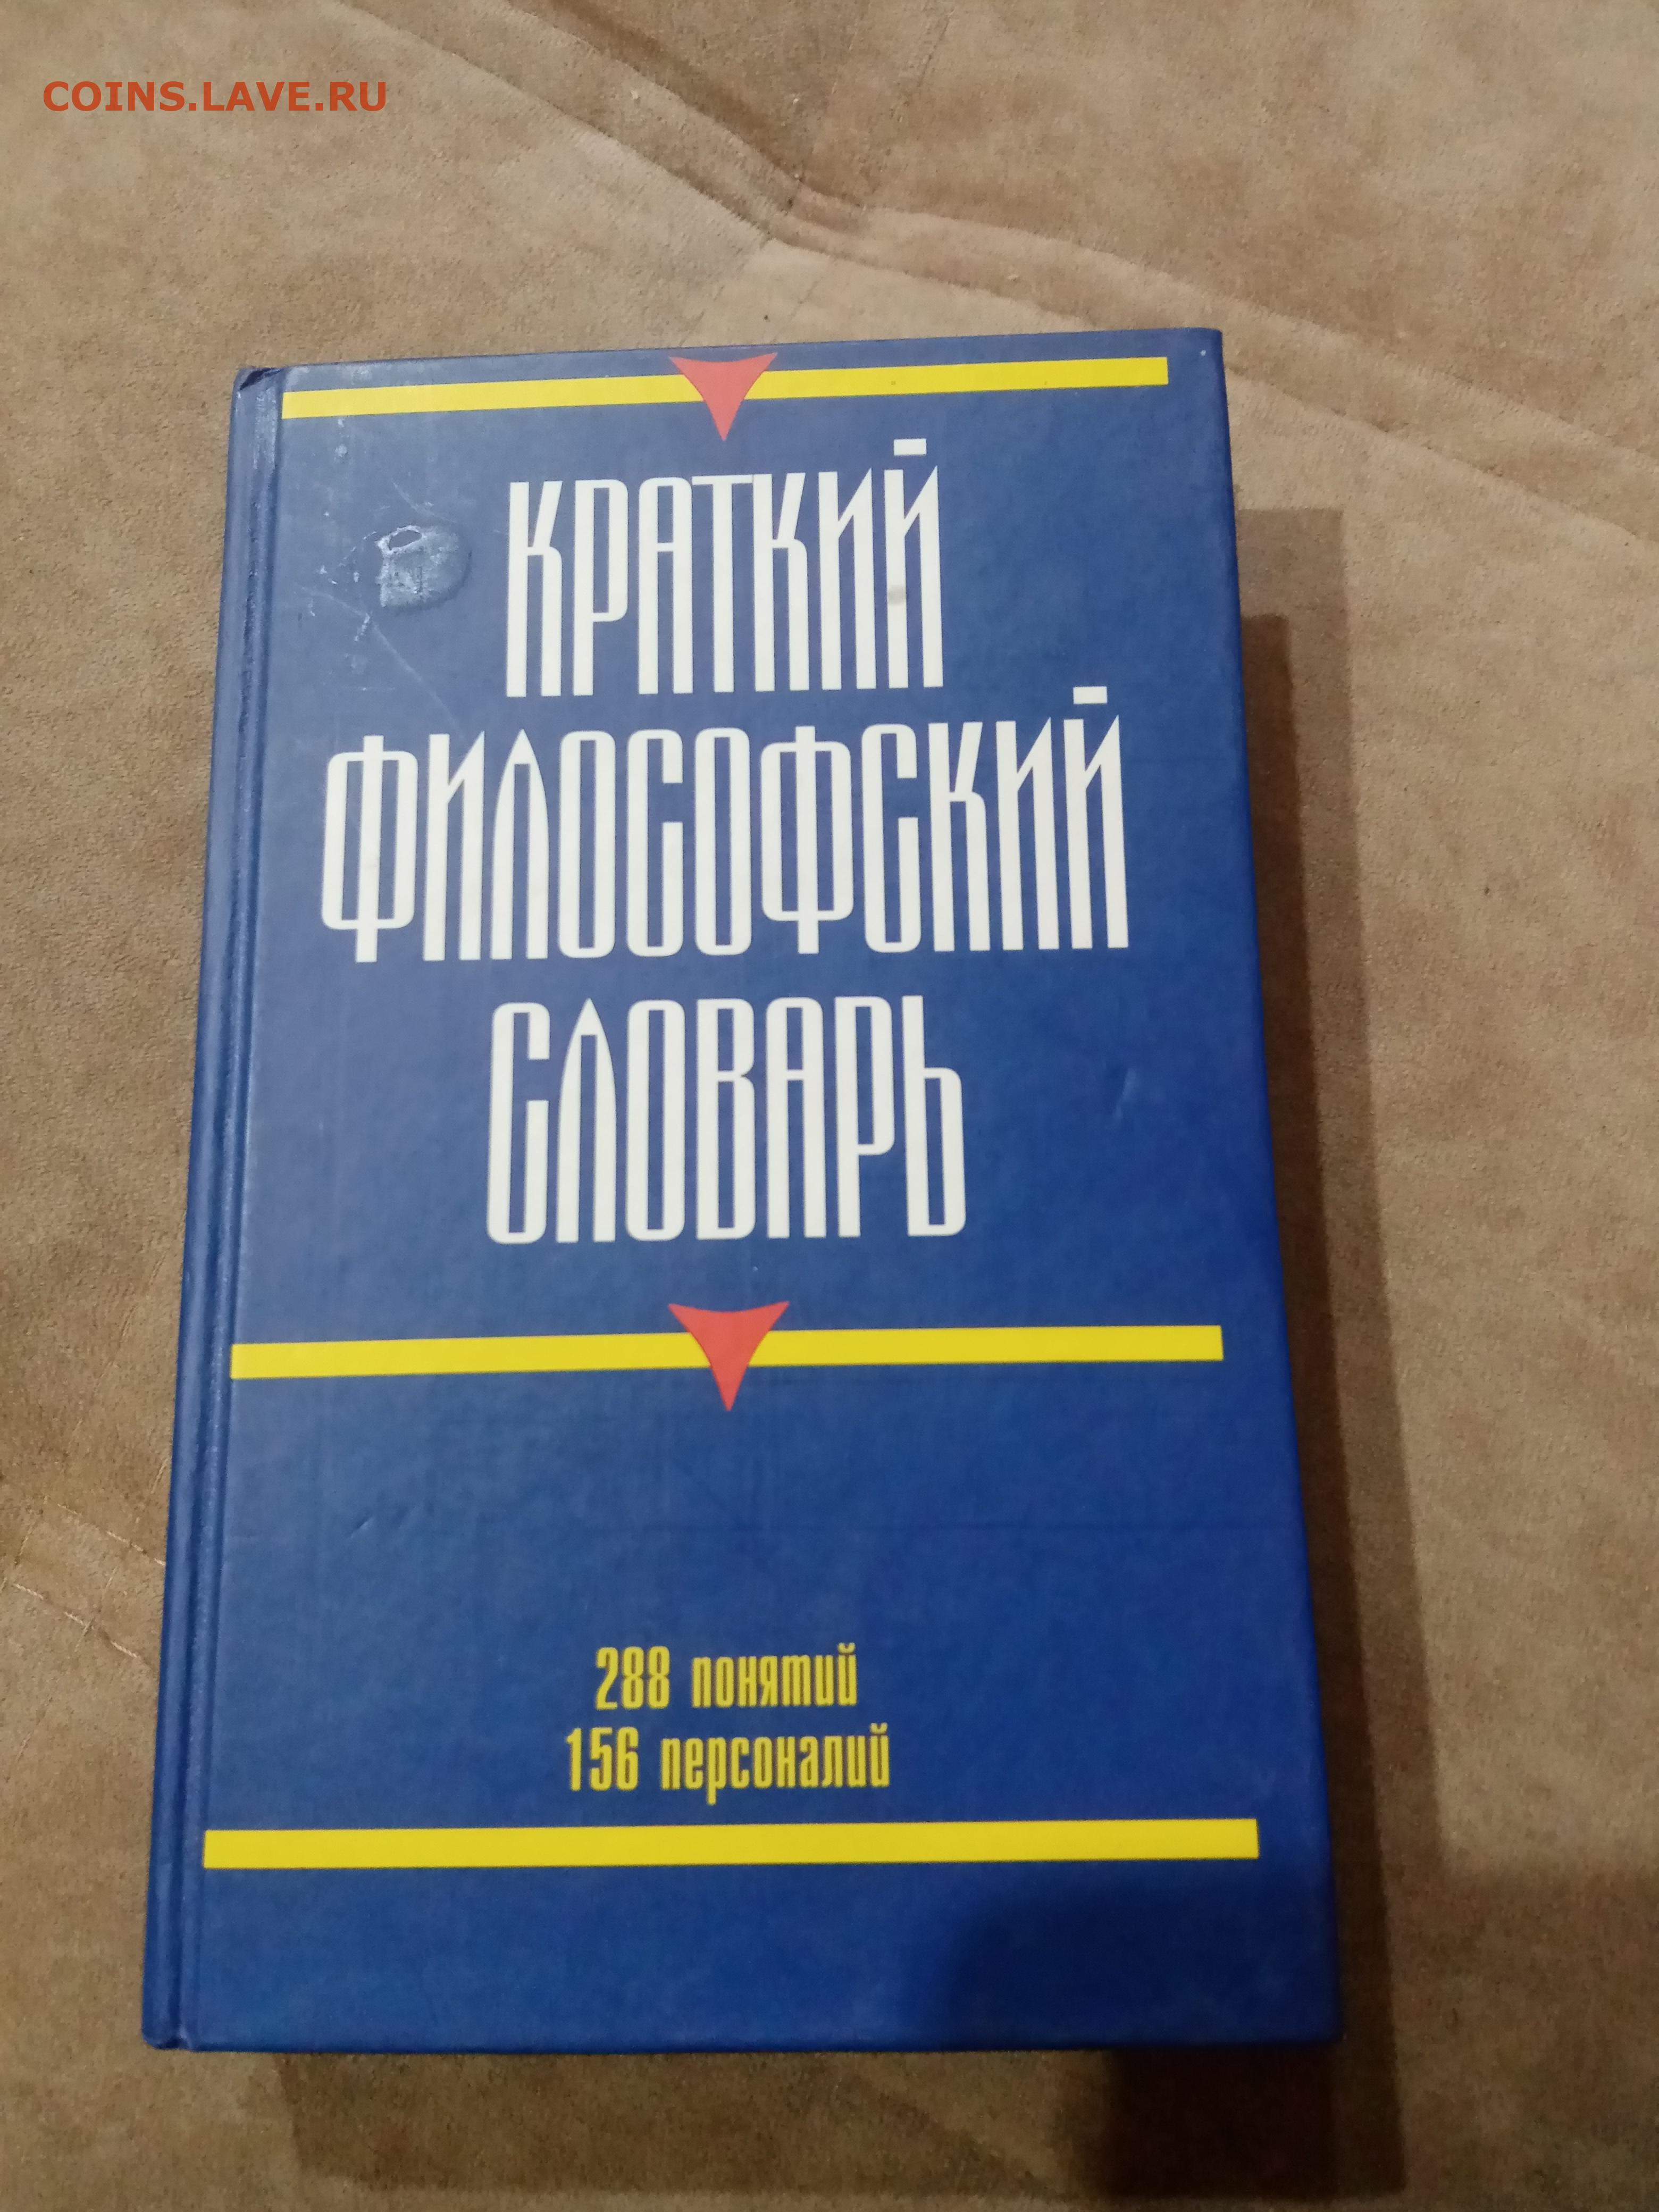 COINS.LAVE.RU
КРАТКИЙ
ФИЛОСОФСКИЙ
СЛОВАРЬ
288 понятий
156 персоналий